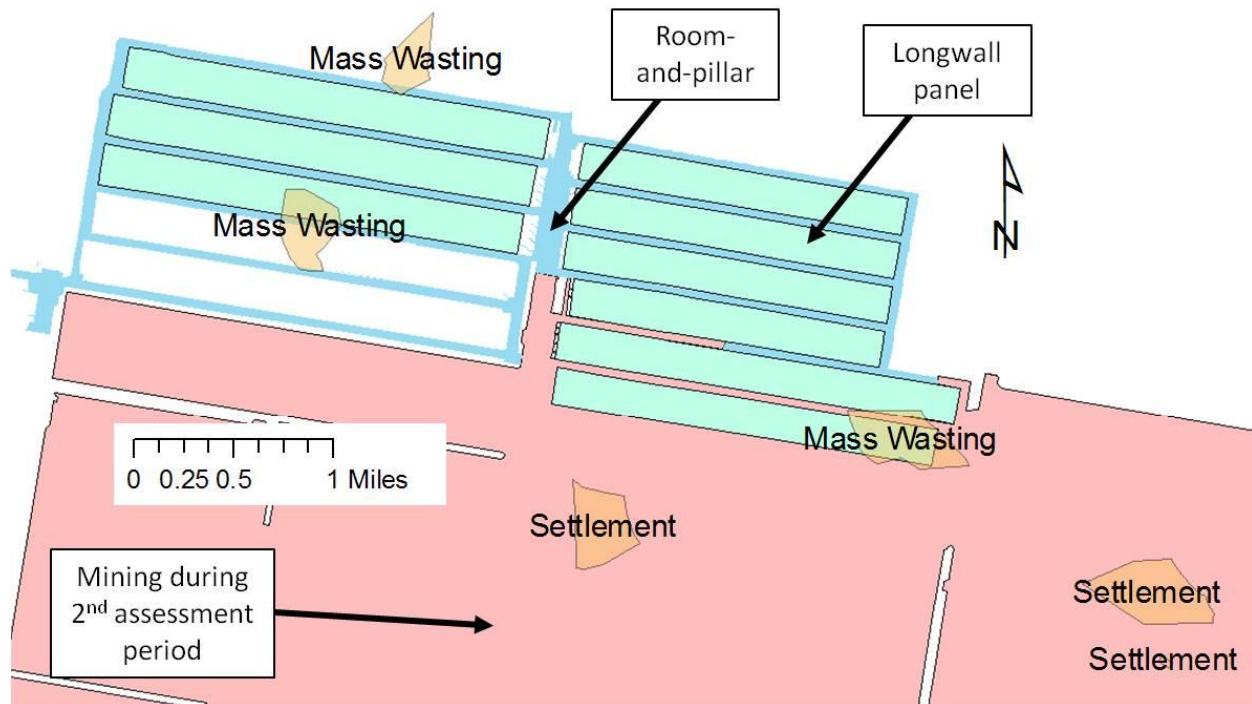 Mass Wasting
Room-
and-pillar
Longwall
panel
N
Mass Wasting
Mass Wasting
0 0.25 0.5 1 Miles
Settlement
Mining during
2nd assessment
period
Settlement
Settlement